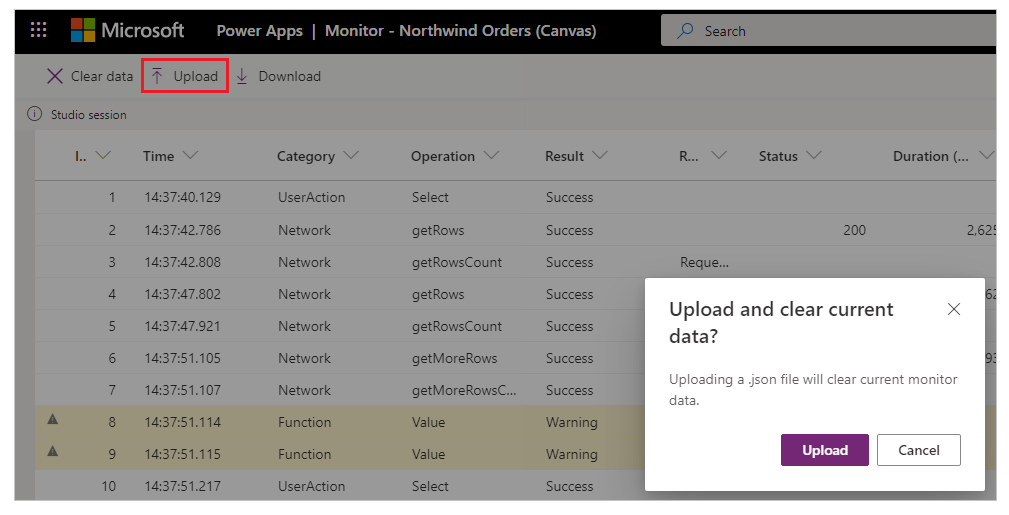 Microsoft Power Apps | Monitor - Northwind Orders (Canvas) Search
Clear data Upload Download
Studio session
I.. Time Category Operation Result R... Status Duration (...
1 14:37:40.129 UserAction Select Success
2 14:37:42.786 Network getRows Success 200 2,625
3 14:37:42.808 Network getRowsCount Success Reque...
4 14:37:47.802 Network getRows Success
5 14:37:47.921 Network getRowsCount Success
6 14:37:51.105 Network getMoreRows Success
7 14:37:51.107 Network getMoreRowsC... Success
8 14:37:51.114 Function Value Warning
9 14:37:51.115 Function Value Warning
10 14:37:51.217 UserAction Select Success
Upload and clear current
data?
Uploading a .json file will clear current monitor
data.
Upload Cancel